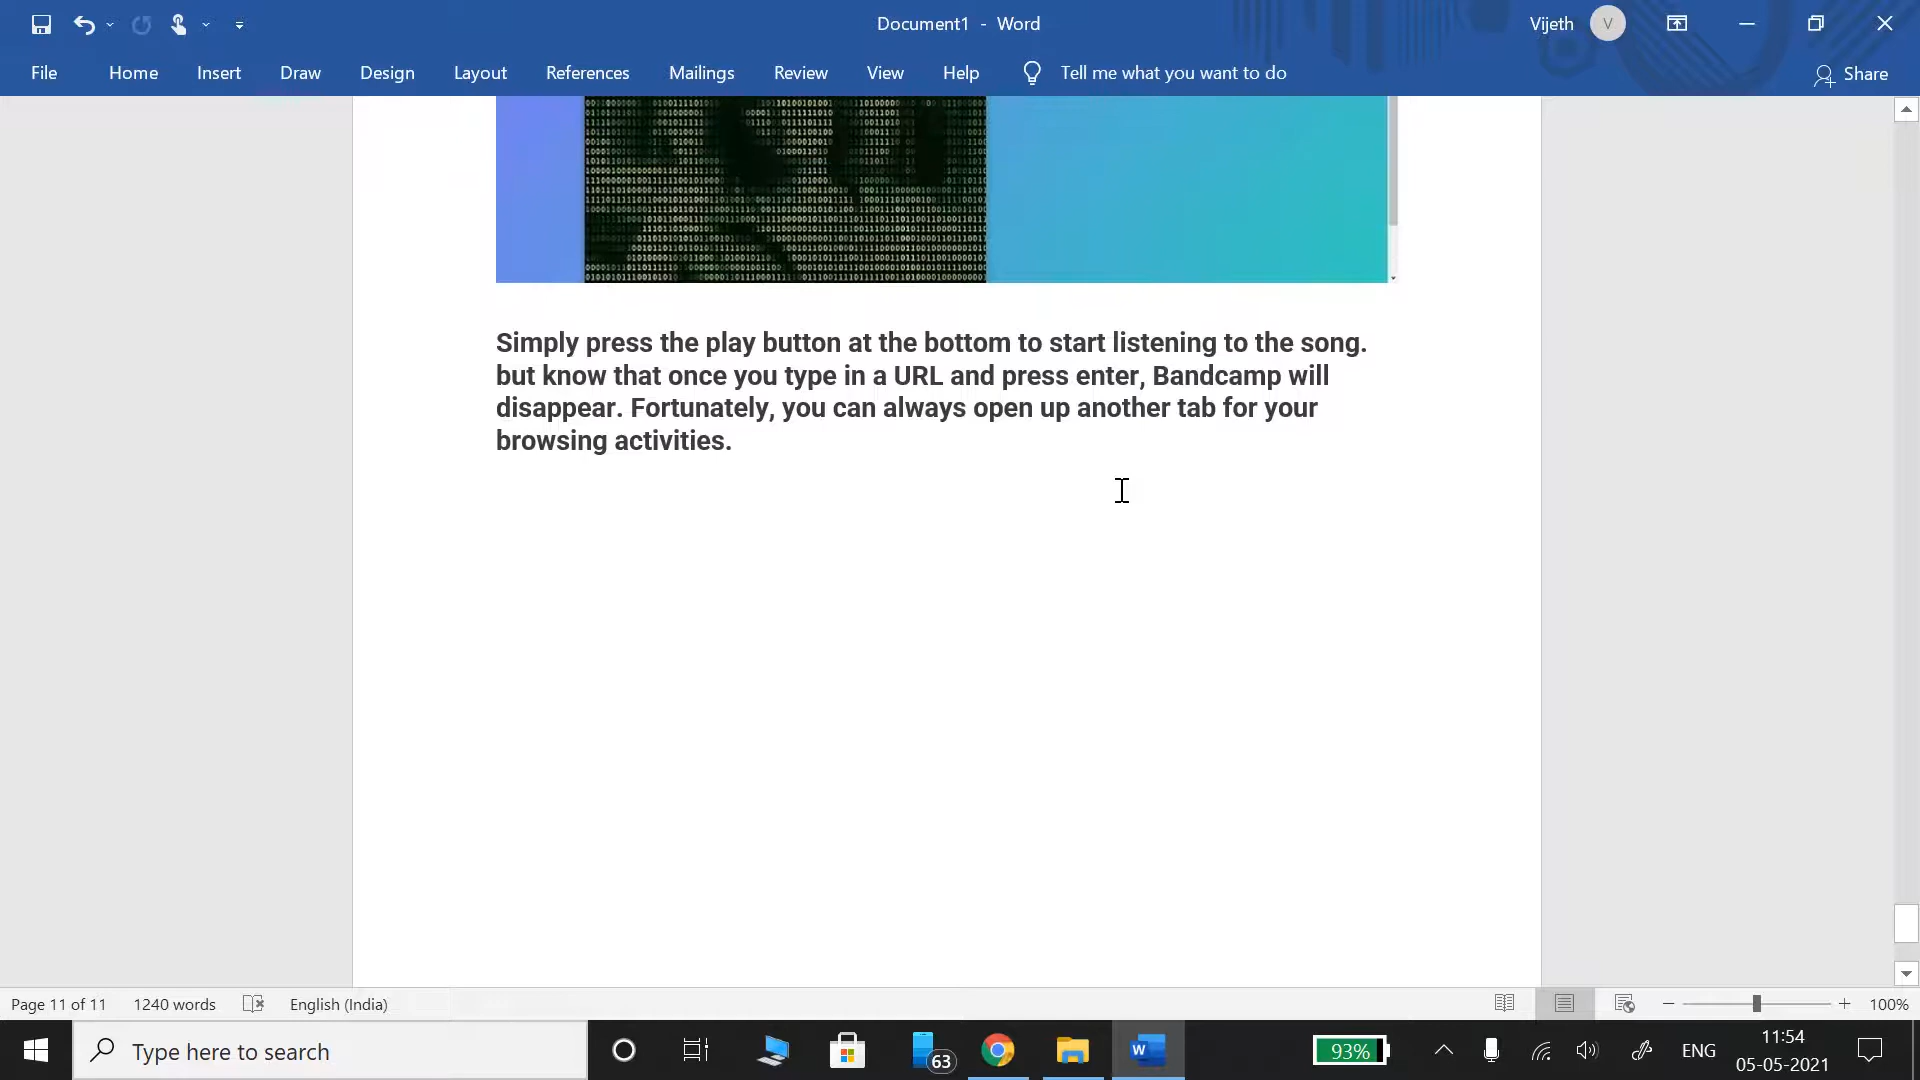 Document1 - Word
Vijeth V
File Home Insert Draw Design Layout References Mailings Review View Help Tell me what you want to do Share
Simply press the play button at the bottom to start listening to the song.
but know that once you type in a URL and press enter, Bandcamp will
disappear. Fortunately, you can always open up another tab for your
browsing activities.
Page 11 of 11 1240 words English (India) 100%
Type here to search 63 W 93% ENG 11:54
05-05-2021